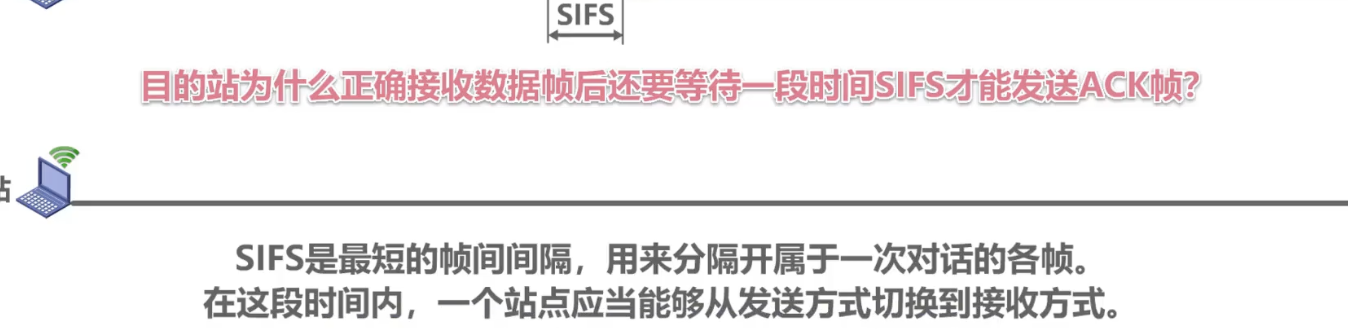 SIFS
目的站为什么正确接收数据帧后还要等待一段时间SIFS才能发送ACK帧?
站
SIFS是最短的帧间间隔，用来分隔开属于一次对话的各帧。
在这段时间内，一个站点应当能够从发送方式切换到接收方式。